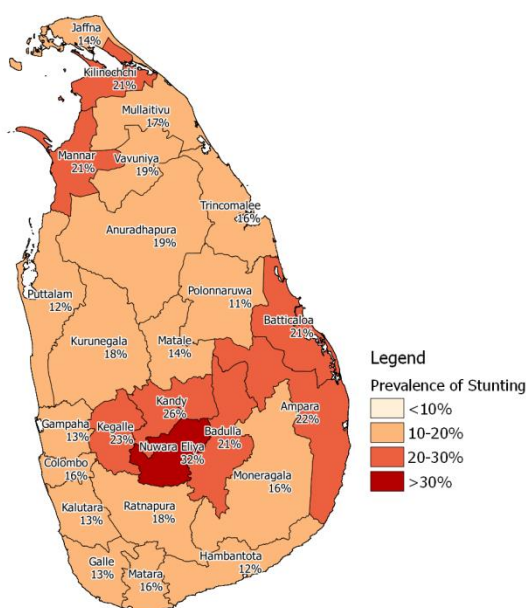 Jaffna
14%
Kilinochchi
21%
Mullaitivu
17%
Mannar
21%
Vavuniya
19%
Trincomalee
16%
Anuradhapura
19%
Puttalam
12%
Polonnaruwa
11%
Batticaloa
21%
Kurunegala
18%
Matale
14%
Kandy
26%
Ampara
22%
Gampaha
13%
Kegalle
23%
Nuwara Eliya
32%
Badulla
21%
Colombo
16%
Moneragala
16%
Kalutara
13%
Ratnapura
18%
Galle
13%
Matara
16%
Hambantota
12%
Legend
Prevalence of Stunting
<10%
10-20%
20-30%
>30%